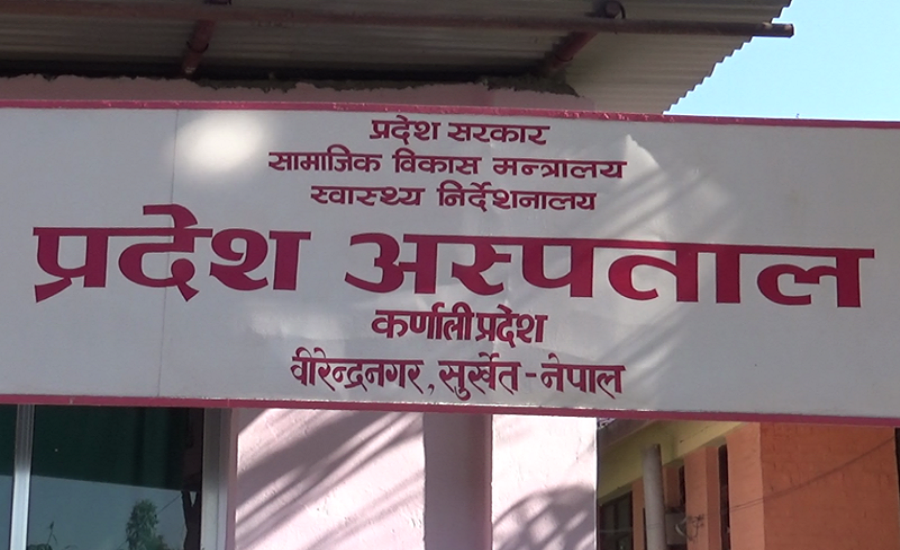 प्रदेश सरकार
सामाजिक विकास मन्त्रालय
स्वास्थ्य निर्देशनालय
प्रदेश अस्पताल
कर्णाली प्रदेश
वीरेन्द्रनगर, सुर्खेत - नेपाल